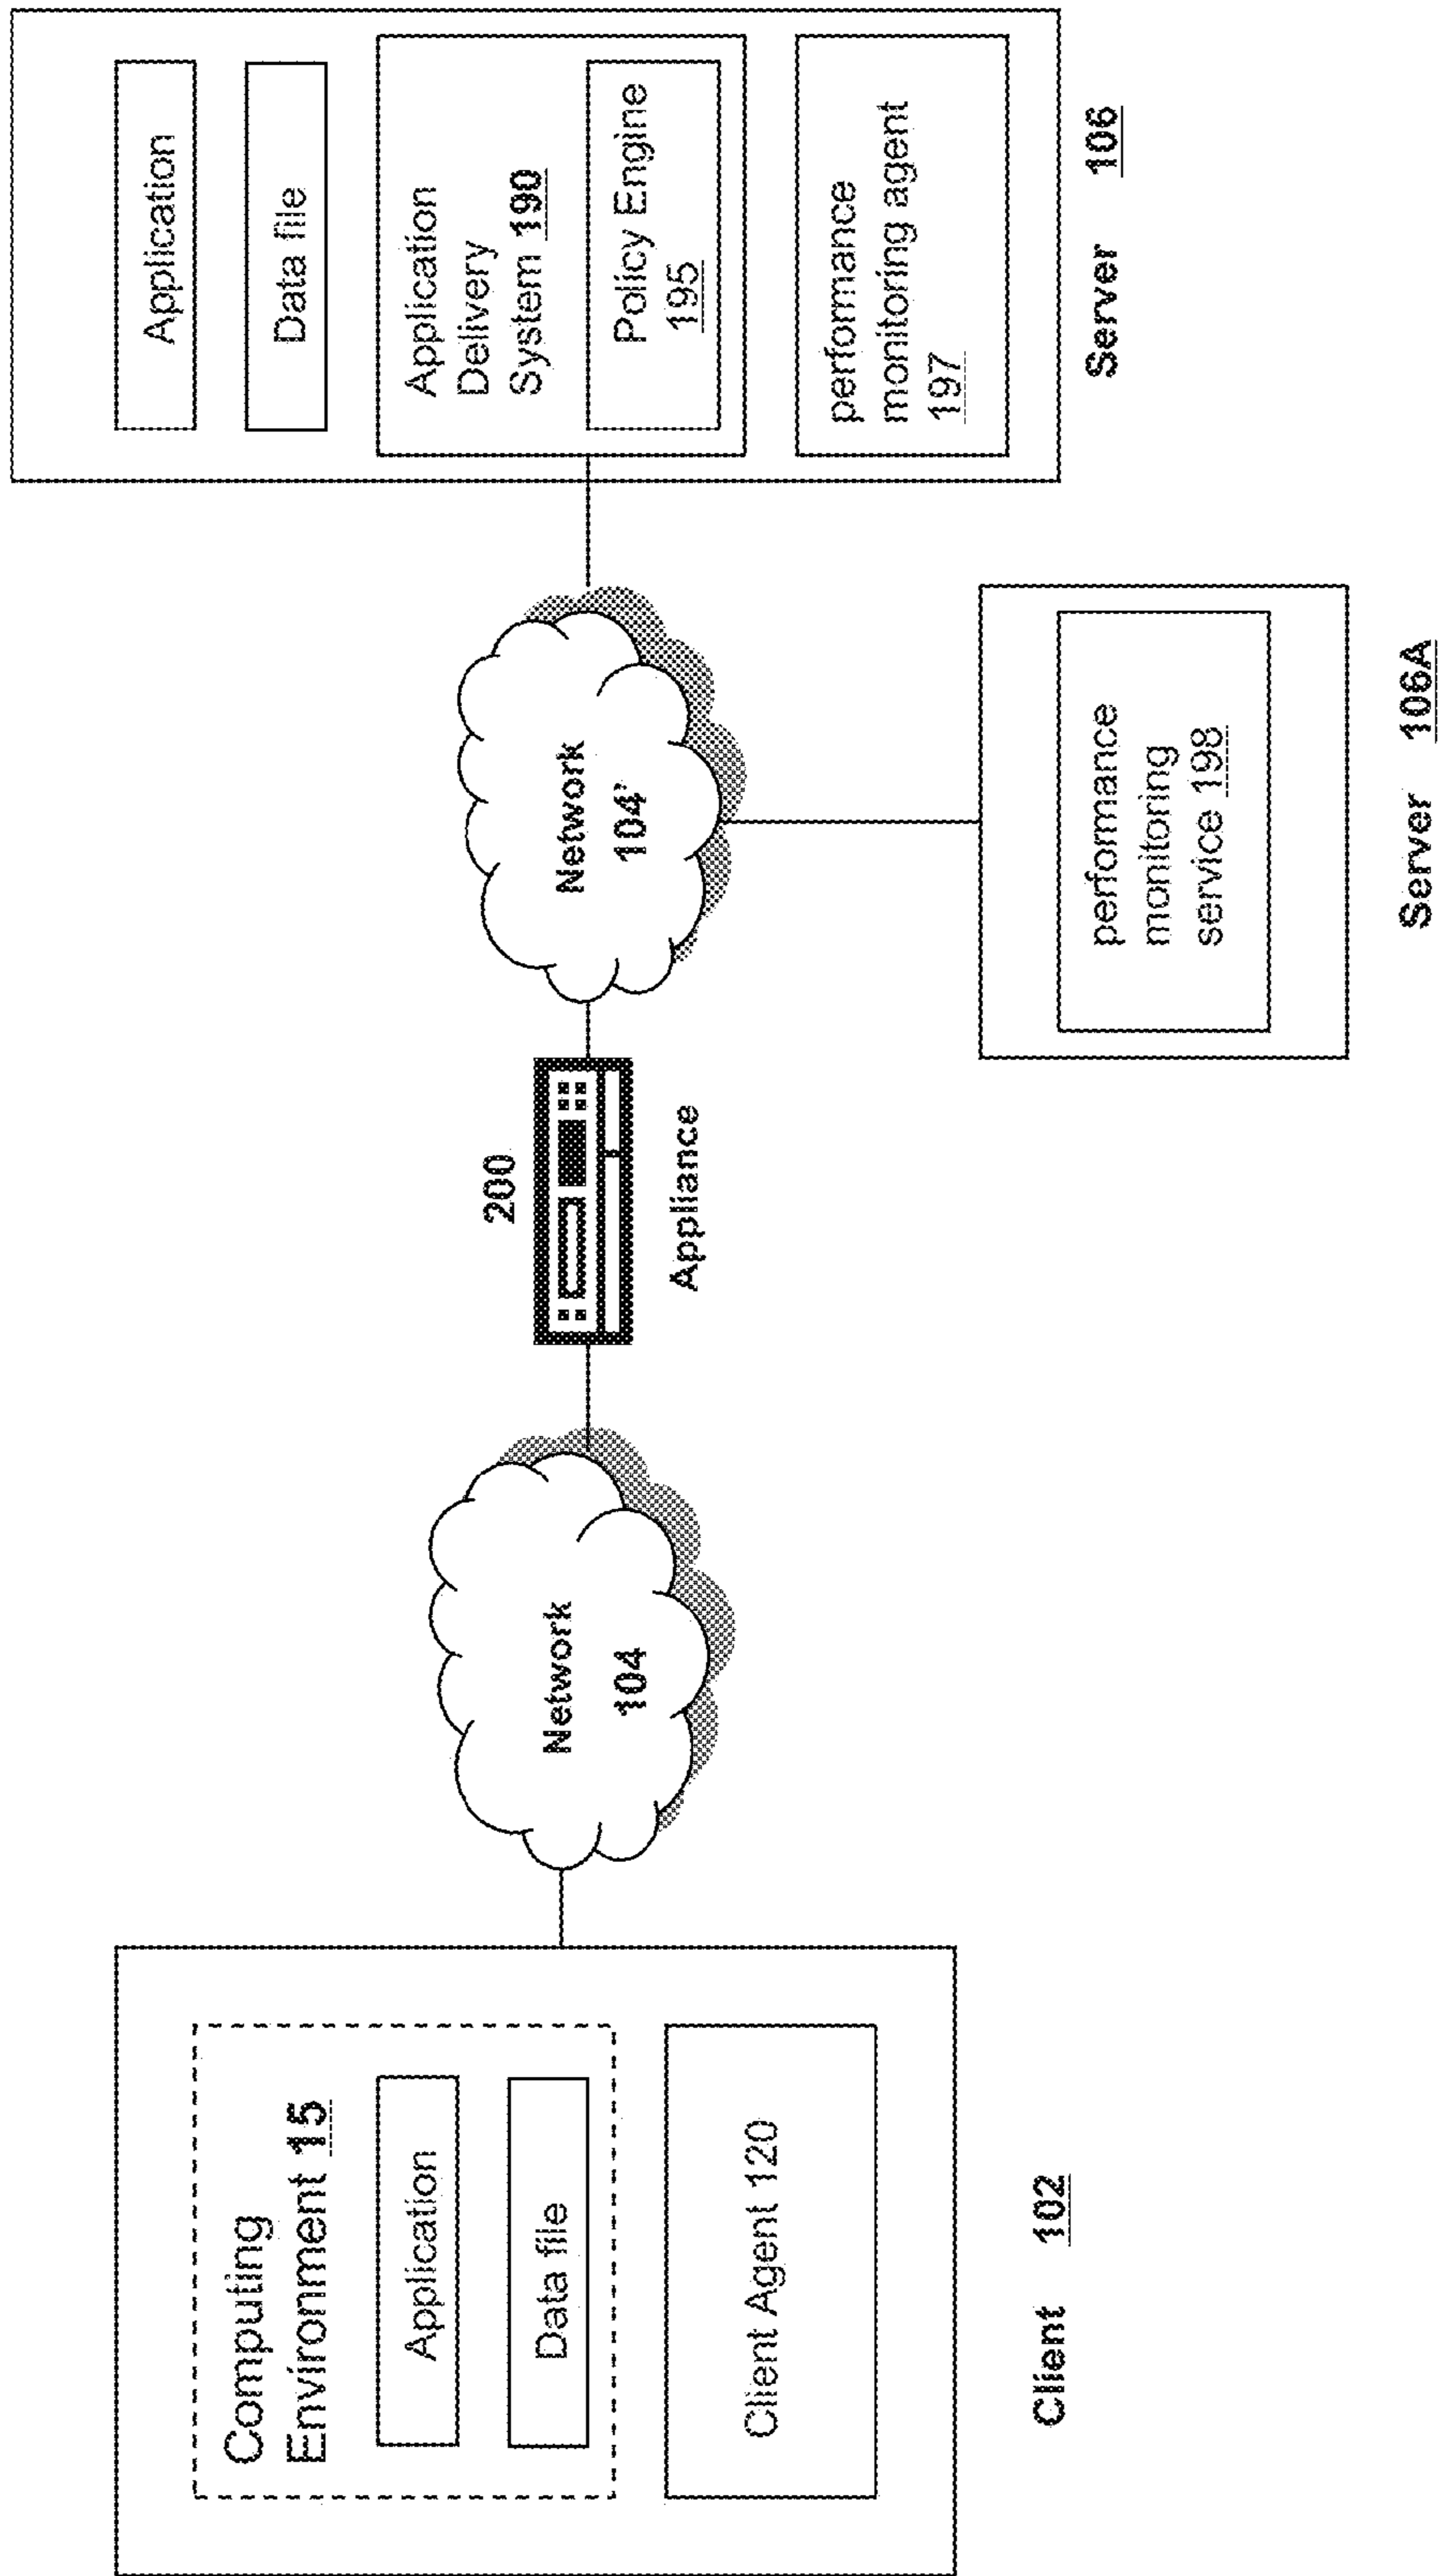 Computing
Environment 15
Application
Data file
Client Agent 120
Client 102
Network
104
200
Appliance
Network
104'
performance
monitoring
service 198
Server 106A
Application
Data file
Application
Delivery
System 190
Policy Engine
195
performance
monitoring agent
197
Server 106